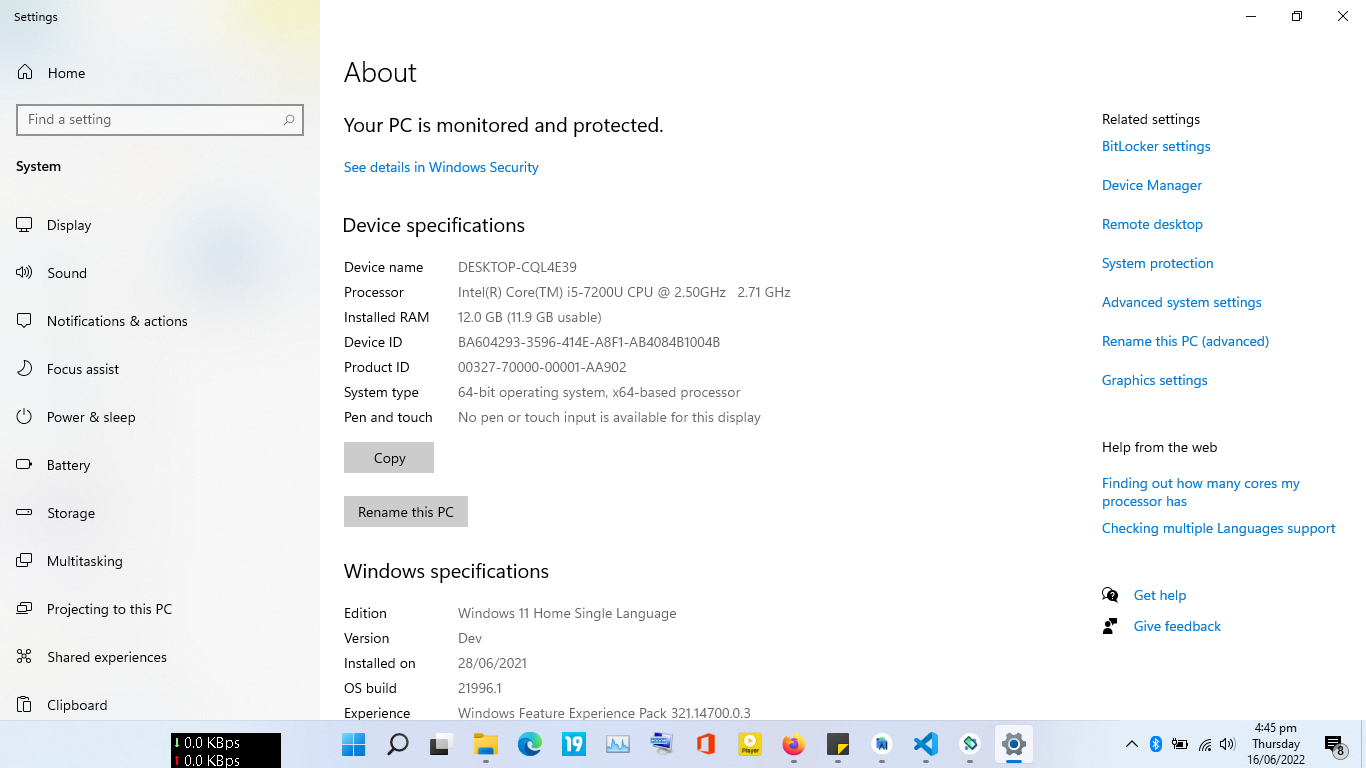 Settings
Home
Find a setting
System
Display
Sound
Notifications & actions
Focus assist
Power & sleep
Battery
Storage
Multitasking
Projecting to this PC
Shared experiences
Clipboard
About
Your PC is monitored and protected.
See details in Windows Security
Device specifications
Device name DESKTOP-CQL4E39
Processor Intel(R) Core(TM) i5-7200U CPU @ 2.50GHz 2.71 GHz
Installed RAM 12.0 GB (11.9 GB usable)
Device ID BA604293-3596-414E-A8F1-AB4084B1004B
Product ID 00327-70000-00001-AA902
System type 64-bit operating system, x64-based processor
Pen and touch No pen or touch input is available for this display
Copy
Rename this PC
Windows specifications
Edition Windows 11 Home Single Language
Version Dev
Installed on 28/06/2021
OS build 21996.1
Experience Windows Feature Experience Pack 321.14700.0.3
Related settings
BitLocker settings
Device Manager
Remote desktop
System protection
Advanced system settings
Rename this PC (advanced)
Graphics settings
Help from the web
Finding out how many cores my
processor has
Checking multiple Languages support
Get help
Give feedback
0.0 KBps
0.0 KBps
19
Player
4:45 pm
Thursday
16/06/2022
8